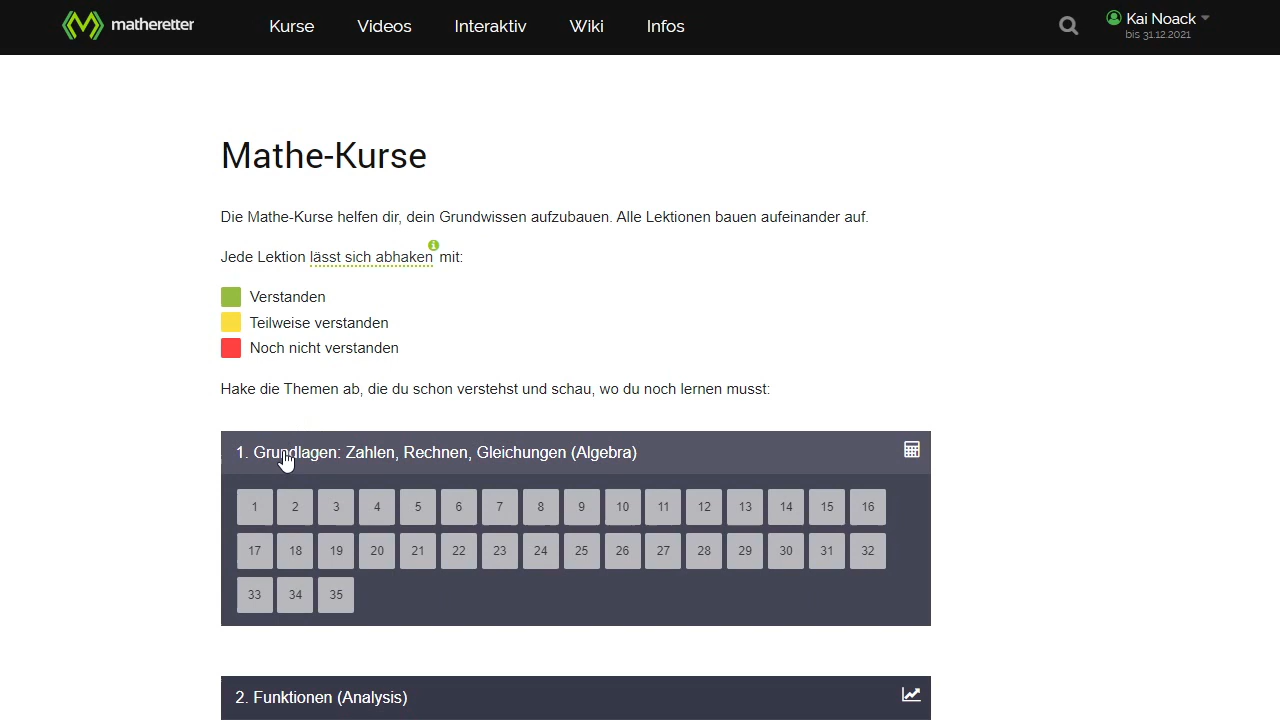 matheretter
Kurse Videos Interaktiv Wiki Infos
Kai Noack
bis 31.12.2021
Mathe-Kurse
Die Mathe-Kurse helfen dir, dein Grundwissen aufzubauen. Alle Lektionen bauen aufeinander auf.
Jede Lektion lässt sich abhaken mit:
Verstanden
Teilweise verstanden
Noch nicht verstanden
Hake die Themen ab, die du schon verstehst und schau, wo du noch lernen musst:
1. Grundlagen: Zahlen, Rechnen, Gleichungen (Algebra)
1 2 3 4 5 6 7 8 9 10 11 12 13 14 15 16
17 18 19 20 21 22 23 24 25 26 27 28 29 30 31 32
33 34 35
2. Funktionen (Analysis)